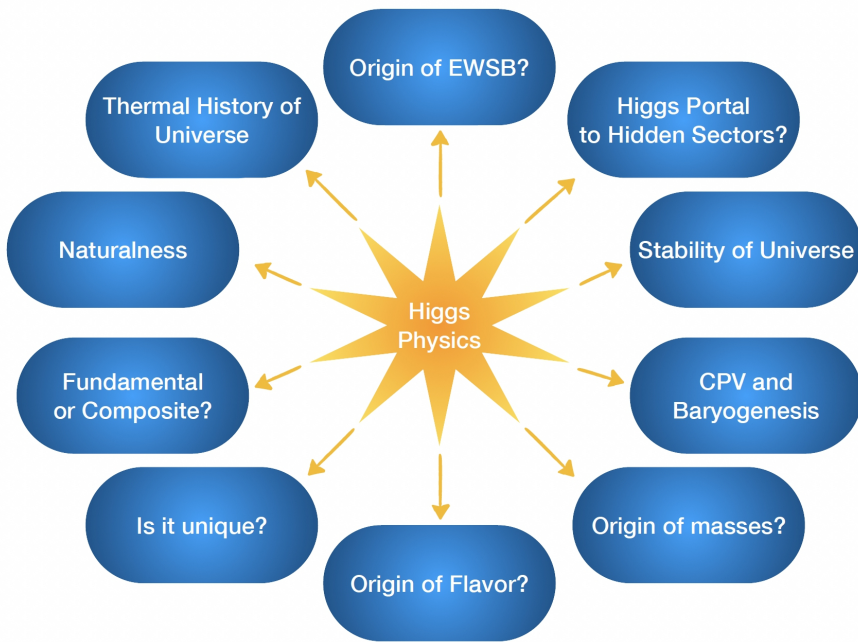 Origin of EWSB?
Thermal History of
Universe
Higgs Portal
to Hidden Sectors?
Naturalness
Stability of Universe
Higgs
Physics
Fundamental
or Composite?
CPV and
Baryogenesis
Is it unique?
Origin of masses?
Origin of Flavor?